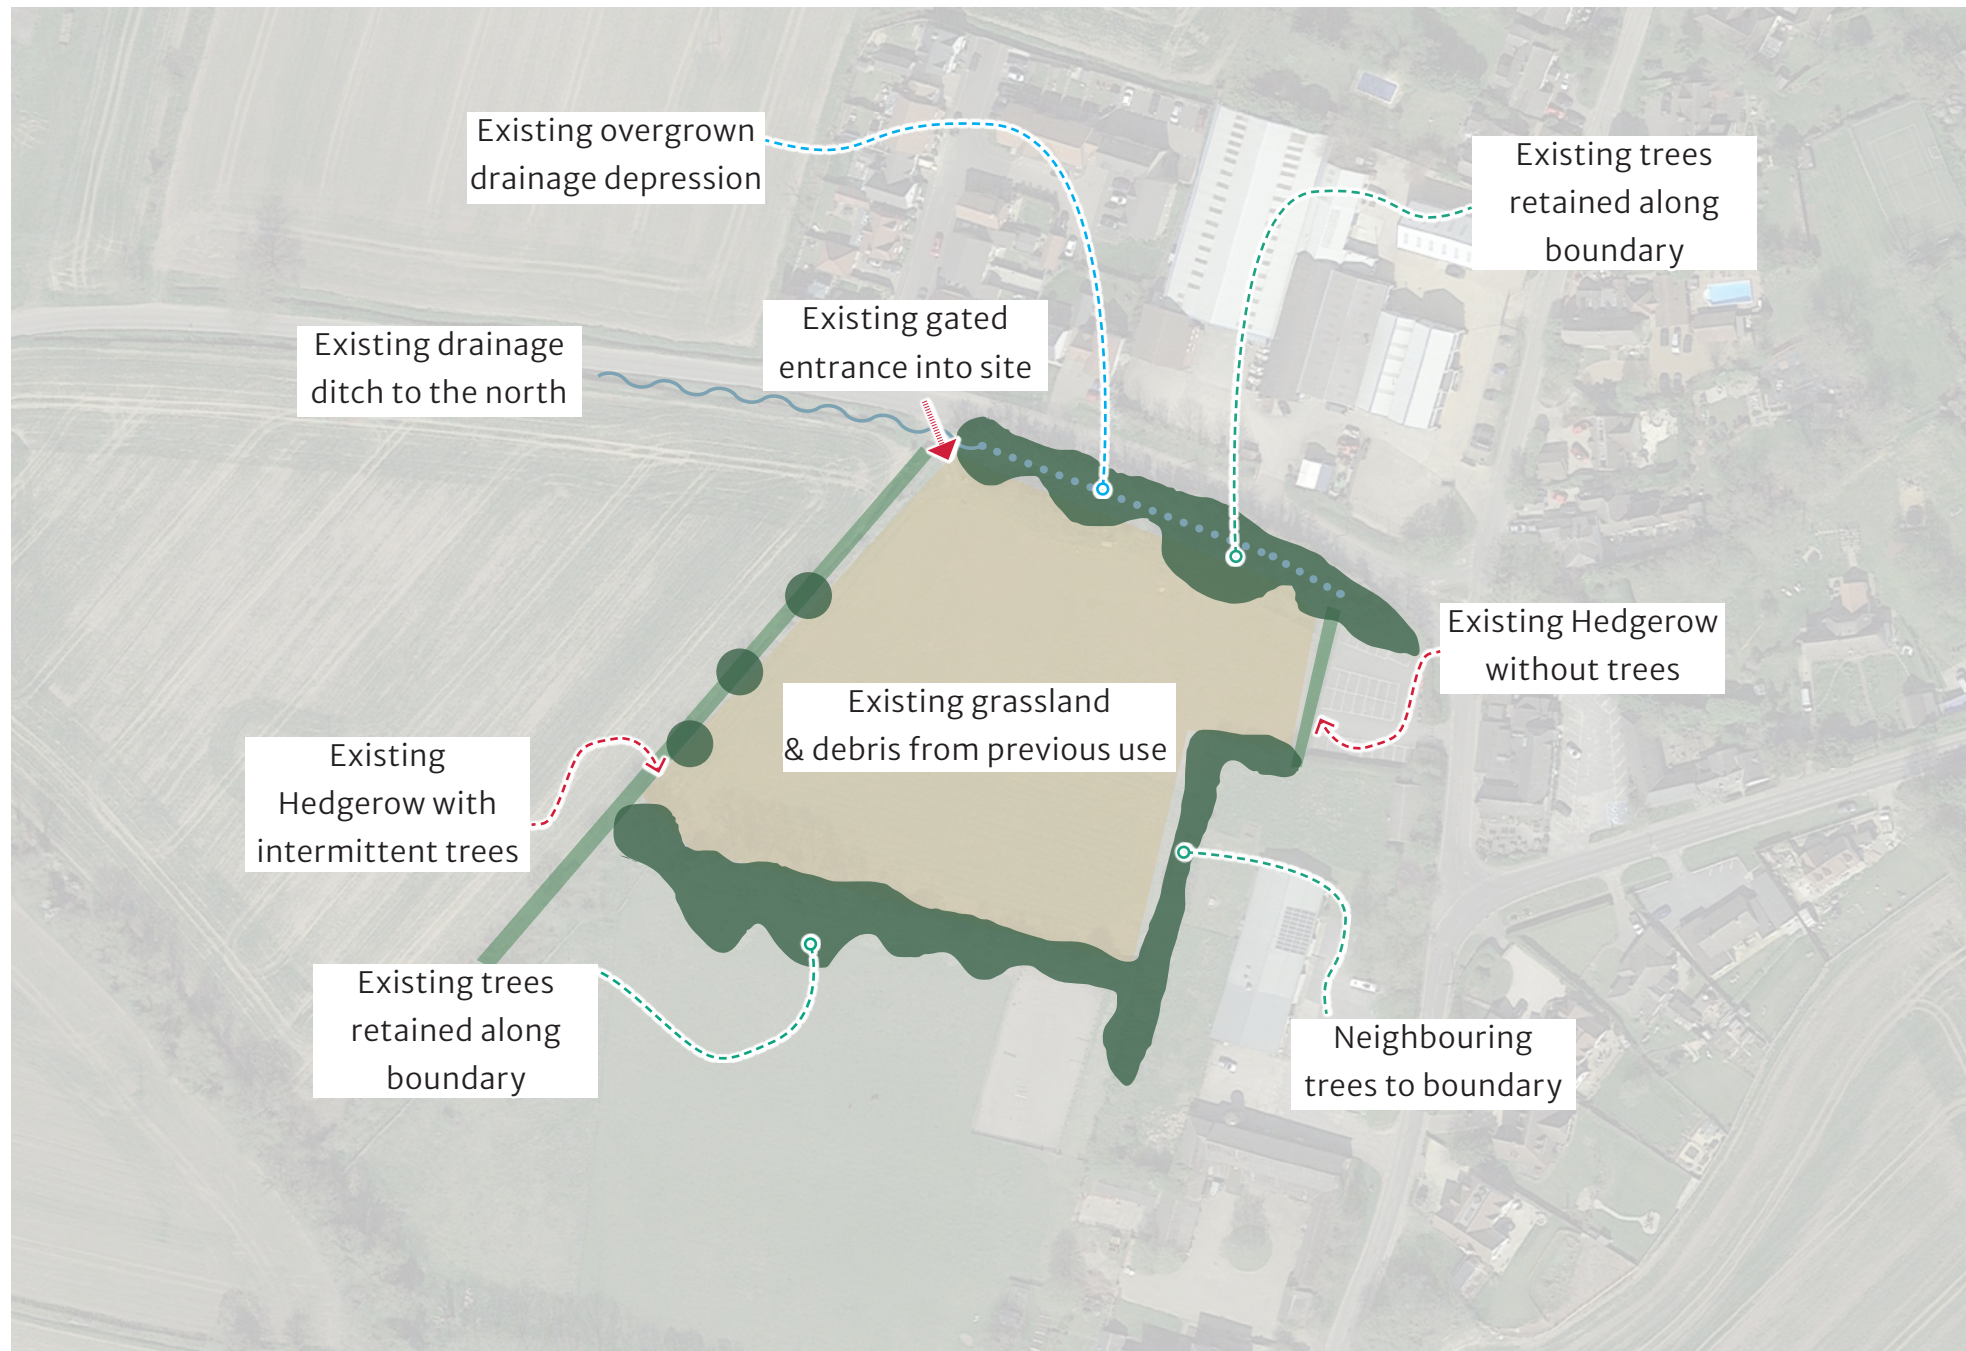 Existing overgrown
drainage depression
Existing trees
retained along
boundary
Existing gated
entrance into site
Existing drainage
ditch to the north
Existing Hedgerow
without trees
Existing grassland
& debris from previous use
Existing
Hedgerow with
intermittent trees
Existing trees
retained along
boundary
Neighbouring
trees to boundary